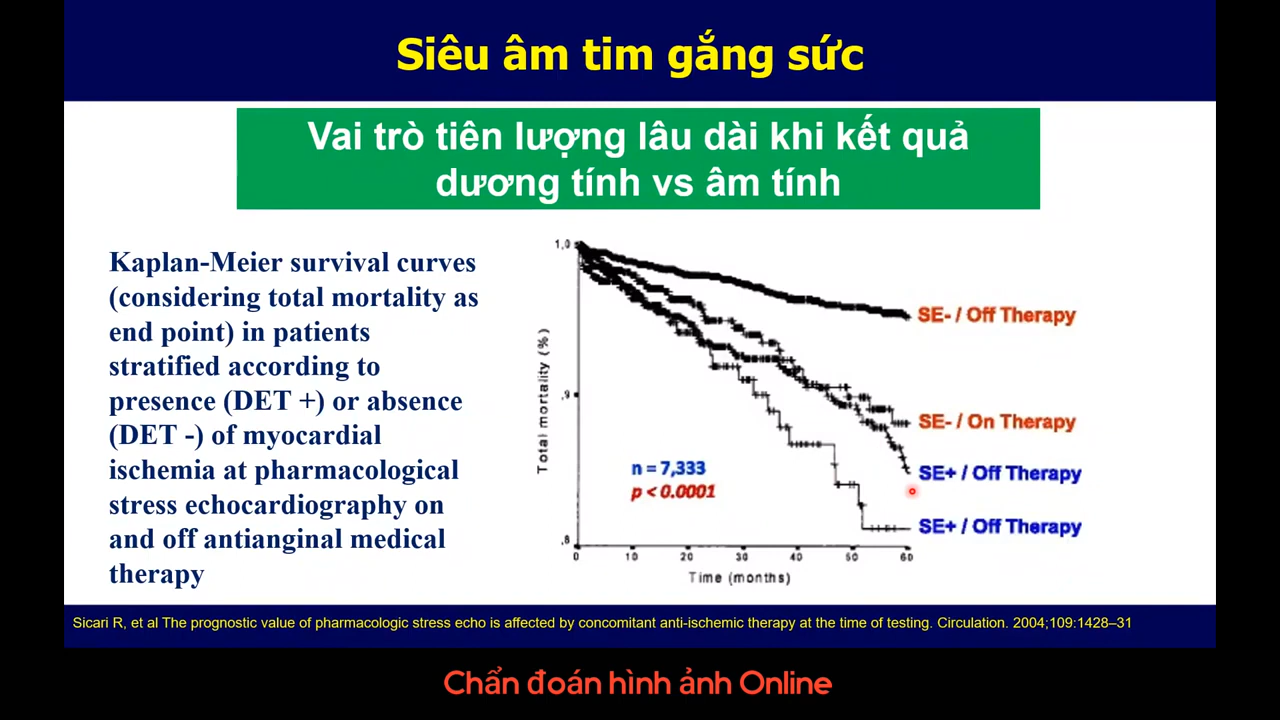 Siêu âm tim gắng sức
Vai trò tiên lượng lâu dài khi kết quả
dương tính vs âm tính
Kaplan-Meier survival curves
(considering total mortality as
end point) in patients
stratified according to
presence (DET +) or absence
(DET -) of myocardial
ischemia at pharmacological
stress echocardiography on
and off antianginal medical
therapy
Total mortality (%)
1,0
,9
,8
0 10 20 30 40 50 60
Time (months)
n = 7,333
p < 0.0001
SE- / Off Therapy
SE- / On Therapy
SE+ / Off Therapy
SE+ / Off Therapy
Sicari R, et al The prognostic value of pharmacologic stress echo is affected by concomitant anti-ischemic therapy at the time of testing. Circulation. 2004;109:1428–31
Chẩn đoán hình ảnh Online